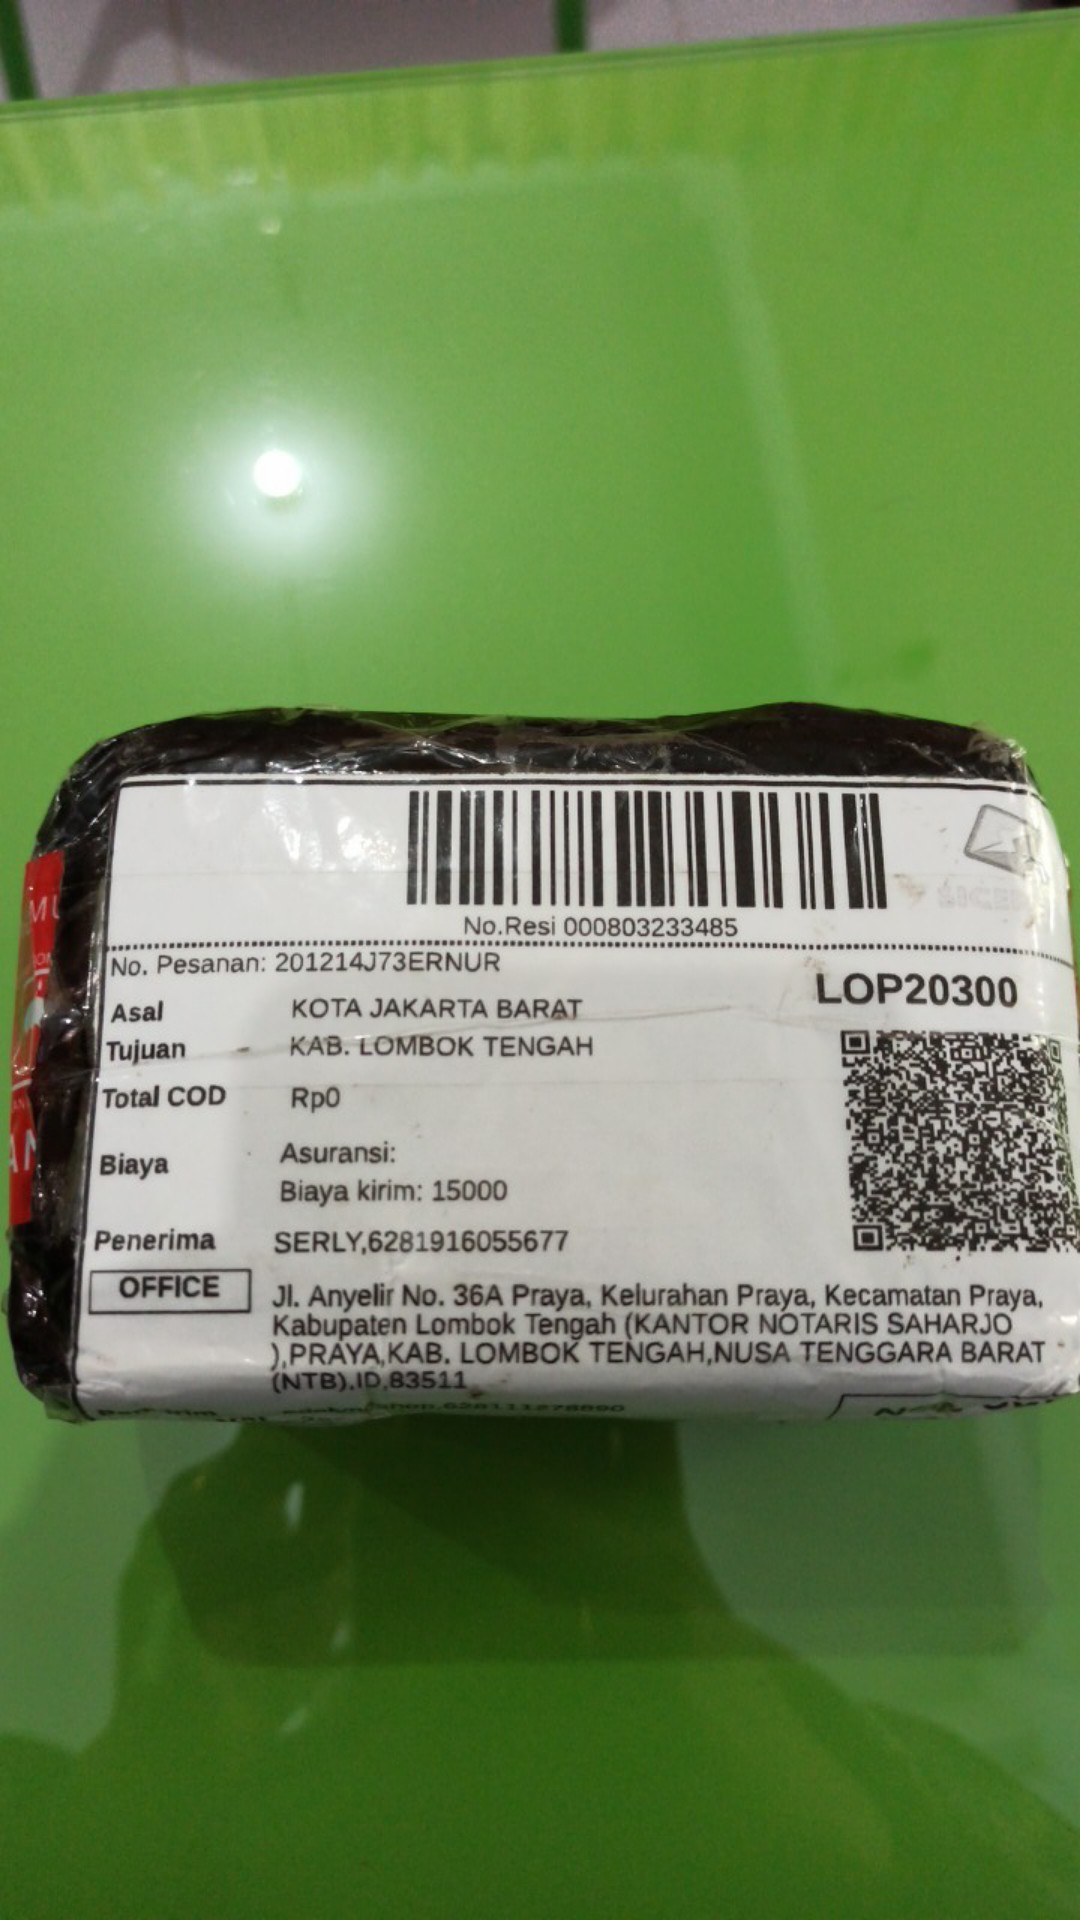 No.Resi 000803233485
No. Pesanan: 201214J73ERNUR
LOP20300
Asal KOTA JAKARTA BARAT
Tujuan KAB. LOMBOK TENGAH
Total COD Rp0
Biaya Asuransi:
Biaya kirim: 15000
Penerima SERLY,6281916055677
OFFICE
Jl. Anyelir No. 36A Praya, Kelurahan Praya, Kecamatan Praya,
Kabupaten Lombok Tengah (KANTOR NOTARIS SAHARJO
),PRAYA,KAB. LOMBOK TENGAH,NUSA TENGGARA BARAT
(NTB),ID,83511